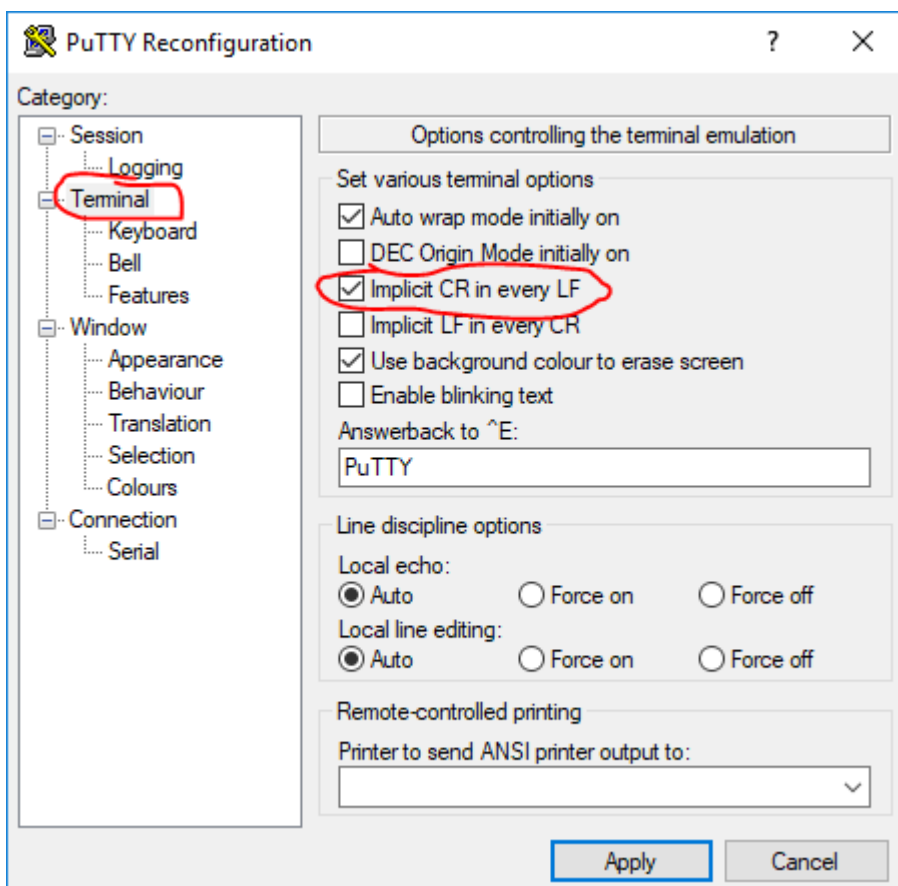 PuTTY Reconfiguration ?
Category:
Session
Logging
Terminal
Keyboard
Bell
Features
Window
Appearance
Behaviour
Translation
Selection
Colours
Connection
Serial
Options controlling the terminal emulation
Set various terminal options
Auto wrap mode initially on
DEC Origin Mode initially on
Implicit CR in every LF
Implicit LF in every CR
Use background colour to erase screen
Enable blinking text
Answerback to ^E:
PuTTY
Line discipline options
Local echo:
Auto Force on Force off
Local line editing:
Auto Force on Force off
Remote-controlled printing
Printer to send ANSI printer output to:
Apply Cancel